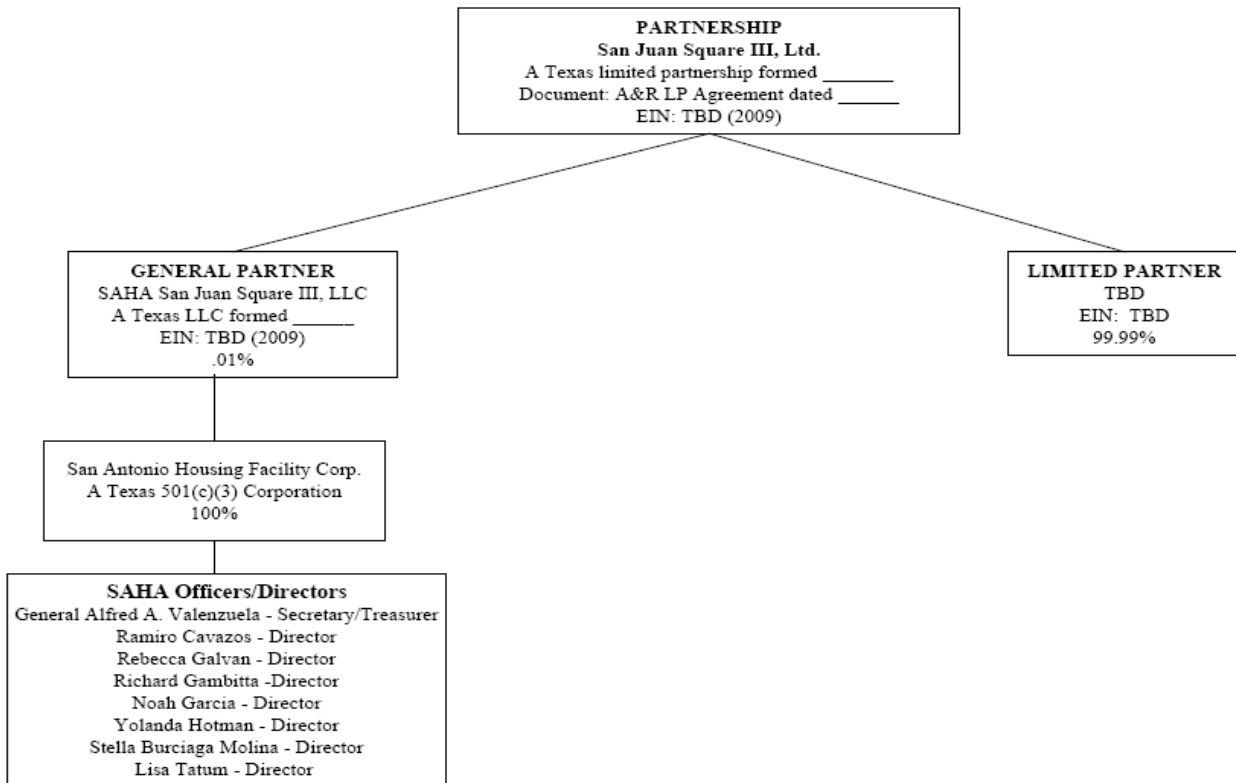 PARTNERSHIP
San Juan Square III, Ltd.
A Texas limited partnership formed _______
Document: A&R LP Agreement dated ______
EIN: TBD (2009)
GENERAL PARTNER
SAHA San Juan Square III, LLC
A Texas LLC formed ______
EIN: TBD (2009)
.01%
LIMITED PARTNER
TBD
EIN: TBD
99.99%
San Antonio Housing Facility Corp.
A Texas 501(c)(3) Corporation
100%
SAHA Officers/Directors
General Alfred A. Valenzuela - Secretary/Treasurer
Ramiro Cavazos - Director
Rebecca Galvan - Director
Richard Gambitta -Director
Noah Garcia - Director
Yolanda Hotman - Director
Stella Burciaga Molina - Director
Lisa Tatum - Director